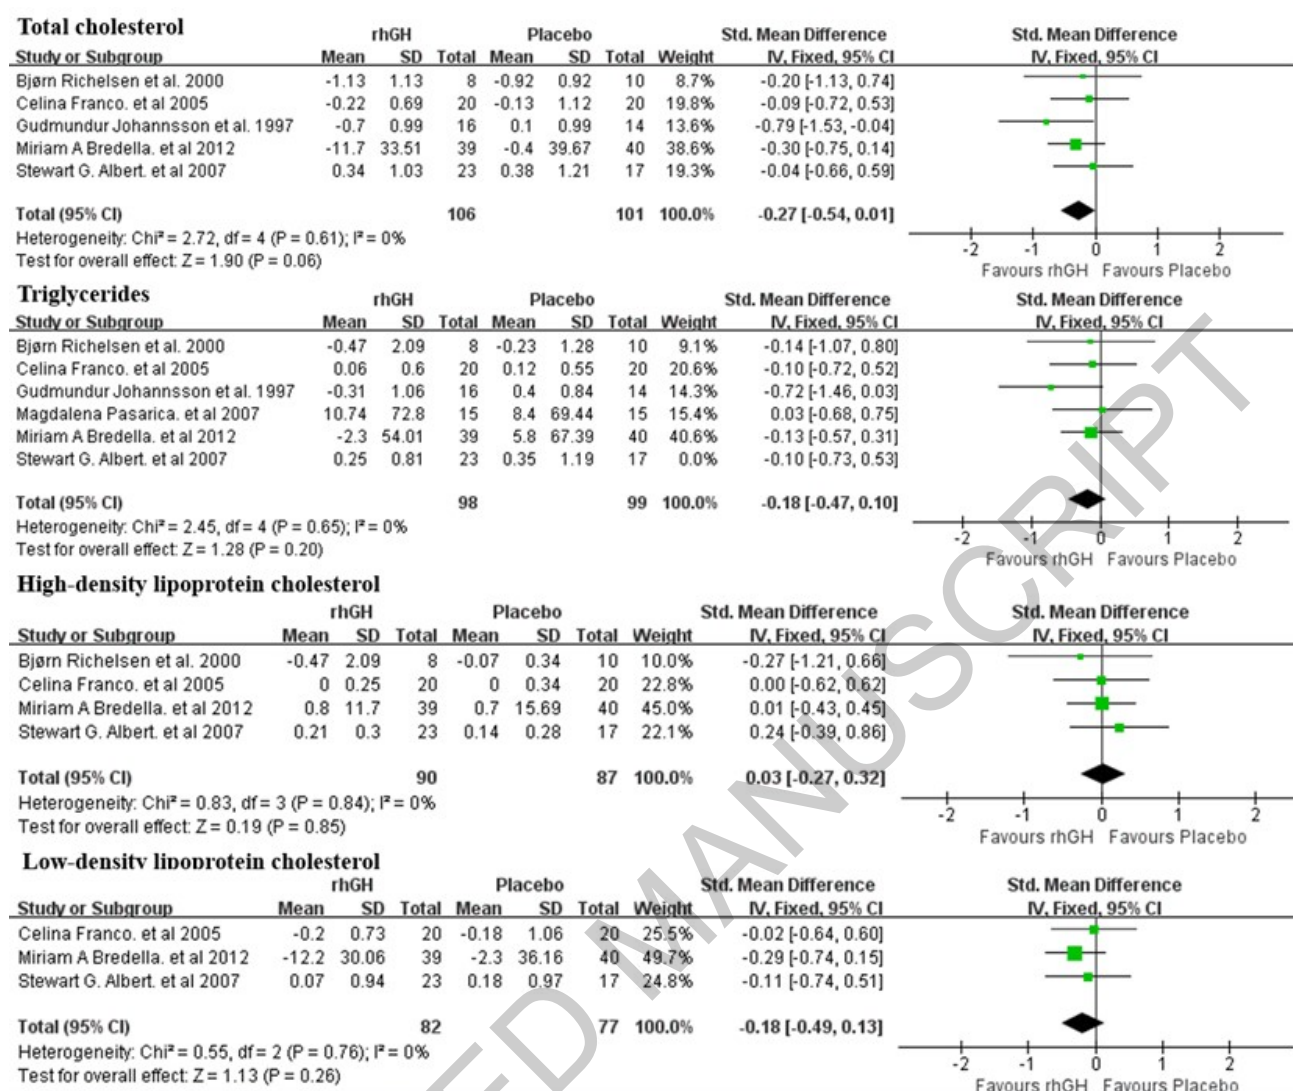 Total cholesterol
rhGH Placebo Std. Mean Difference Std. Mean Difference
Study or Subgroup Mean SD Total Mean SD Total Weight IV, Fixed, 95% CI IV, Fixed, 95% CI
Bjørn Richelsen et al. 2000 -1.13 1.13 8 -0.92 0.92 10 8.7% -0.20 [-1.13, 0.74]
Celina Franco. et al 2005 -0.22 0.69 20 -0.13 1.12 20 19.8% -0.09 [-0.72, 0.53]
Gudmundur Johannsson et al. 1997 -0.7 0.99 16 0.1 0.99 14 13.6% -0.79 [-1.53, -0.04]
Miriam A Bredella. et al 2012 -11.7 33.51 39 -0.4 39.67 40 38.6% -0.30 [-0.75, 0.14]
Stewart G. Albert. et al 2007 0.34 1.03 23 0.38 1.21 17 19.3% -0.04 [-0.66, 0.59]
Total (95% CI) 106 101 100.0% -0.27 [-0.54, 0.01]
Heterogeneity: Chi² = 2.72, df = 4 (P = 0.61); I² = 0%
Test for overall effect: Z = 1.90 (P = 0.06)
-2 -1 0 1 2
Favours rhGH Favours Placebo
Triglycerides
rhGH Placebo Std. Mean Difference Std. Mean Difference
Study or Subgroup Mean SD Total Mean SD Total Weight IV, Fixed, 95% CI IV, Fixed, 95% CI
Bjørn Richelsen et al. 2000 -0.47 2.09 8 -0.23 1.28 10 9.1% -0.14 [-1.07, 0.80]
Celina Franco. et al 2005 0.06 0.6 20 0.12 0.55 20 20.6% -0.10 [-0.72, 0.52]
Gudmundur Johannsson et al. 1997 -0.31 1.06 16 0.4 0.84 14 14.3% -0.72 [-1.46, 0.03]
Magdalena Pasarica. et al 2007 10.74 72.8 15 8.4 69.44 15 15.4% 0.03 [-0.68, 0.75]
Miriam A Bredella. et al 2012 -2.3 54.01 39 5.8 67.39 40 40.6% -0.13 [-0.57, 0.31]
Stewart G. Albert. et al 2007 0.25 0.81 23 0.35 1.19 17 0.0% -0.10 [-0.73, 0.53]
Total (95% CI) 98 99 100.0% -0.18 [-0.47, 0.10]
Heterogeneity: Chi² = 2.45, df = 4 (P = 0.65); I² = 0%
Test for overall effect: Z = 1.28 (P = 0.20)
-2 -1 0 1 2
Favours rhGH Favours Placebo
High-density lipoprotein cholesterol
rhGH Placebo Std. Mean Difference Std. Mean Difference
Study or Subgroup Mean SD Total Mean SD Total Weight IV, Fixed, 95% CI IV, Fixed, 95% CI
Bjørn Richelsen et al. 2000 -0.47 2.09 8 -0.07 0.34 10 10.0% -0.27 [-1.21, 0.66]
Celina Franco. et al 2005 0 0.25 20 0 0.34 20 22.8% 0.00 [-0.62, 0.62]
Miriam A Bredella. et al 2012 0.8 11.7 39 0.7 15.69 40 45.0% 0.01 [-0.43, 0.45]
Stewart G. Albert. et al 2007 0.21 0.3 23 0.14 0.28 17 22.1% 0.24 [-0.39, 0.86]
Total (95% CI) 90 87 100.0% 0.03 [-0.27, 0.32]
Heterogeneity: Chi² = 0.83, df = 3 (P = 0.84); I² = 0%
Test for overall effect: Z = 0.19 (P = 0.85)
-2 -1 0 1 2
Favours rhGH Favours Placebo
Low-density lipoprotein cholesterol
rhGH Placebo Std. Mean Difference Std. Mean Difference
Study or Subgroup Mean SD Total Mean SD Total Weight IV, Fixed, 95% CI IV, Fixed, 95% CI
Celina Franco. et al 2005 -0.2 0.73 20 -0.18 1.06 20 25.5% -0.02 [-0.64, 0.60]
Miriam A Bredella. et al 2012 -12.2 30.06 39 -2.3 36.16 40 49.7% -0.29 [-0.74, 0.15]
Stewart G. Albert. et al 2007 0.07 0.94 23 0.18 0.97 17 24.8% -0.11 [-0.74, 0.51]
Total (95% CI) 82 77 100.0% -0.18 [-0.49, 0.13]
Heterogeneity: Chi² = 0.55, df = 2 (P = 0.76); I² = 0%
Test for overall effect: Z = 1.13 (P = 0.26)
-2 -1 0 1 2
Favours rhGH Favours Placebo
ED MANUSCRIPT